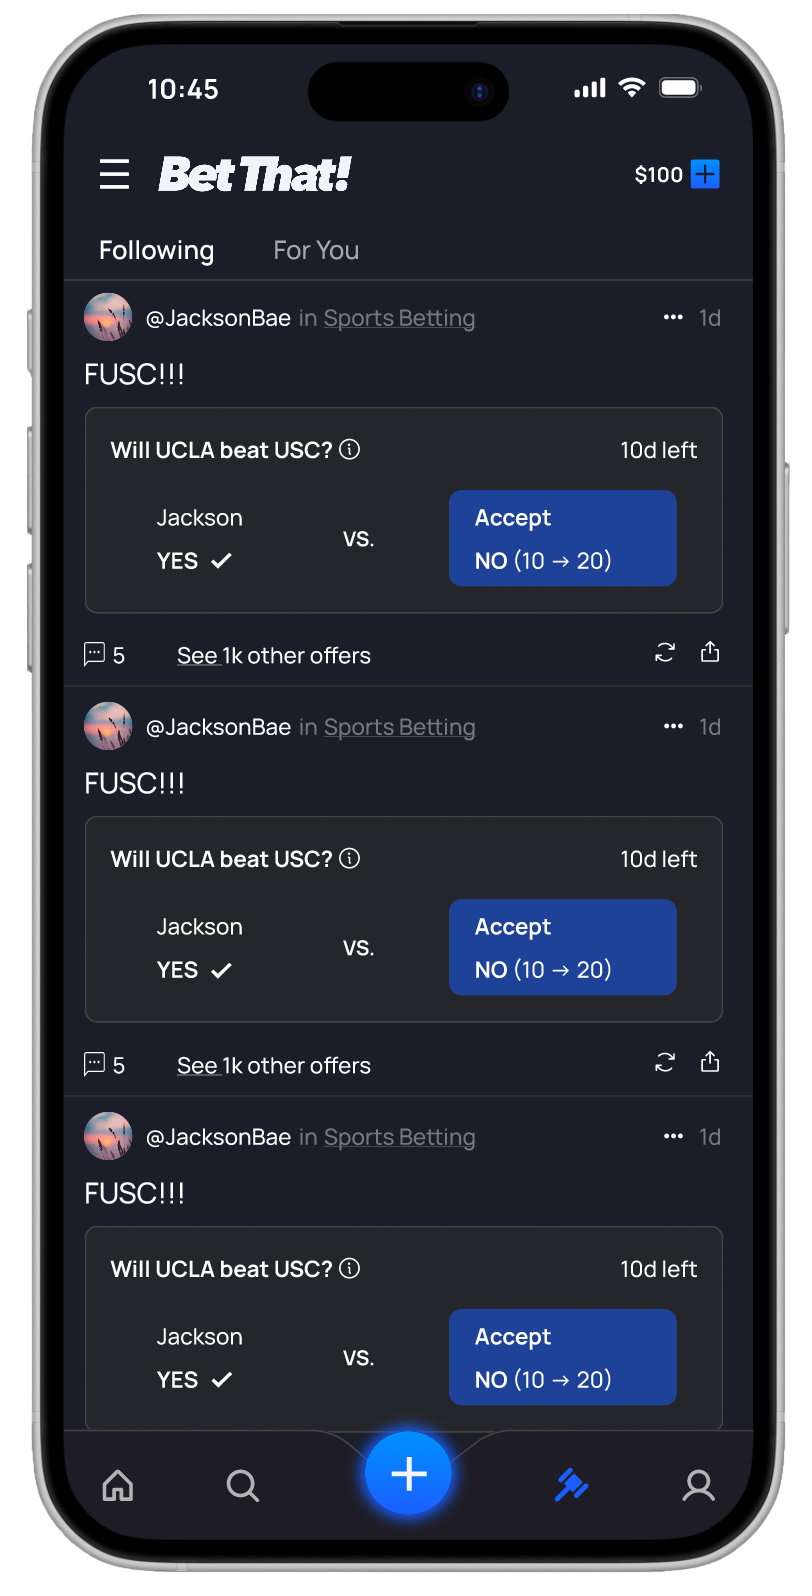 10:45
Bet That!
$100
Following For You
@JacksonBae in Sports Betting ••• 1d
FUSC!!!
Will UCLA beat USC? 10d left
Jackson Accept
vs.
YES NO (10 → 20)
5 See 1k other offers
@JacksonBae in Sports Betting ••• 1d
FUSC!!!
Will UCLA beat USC? 10d left
Jackson Accept
vs.
YES NO (10 → 20)
5 See 1k other offers
@JacksonBae in Sports Betting ••• 1d
FUSC!!!
Will UCLA beat USC? 10d left
Jackson Accept
vs.
YES NO (10 → 20)